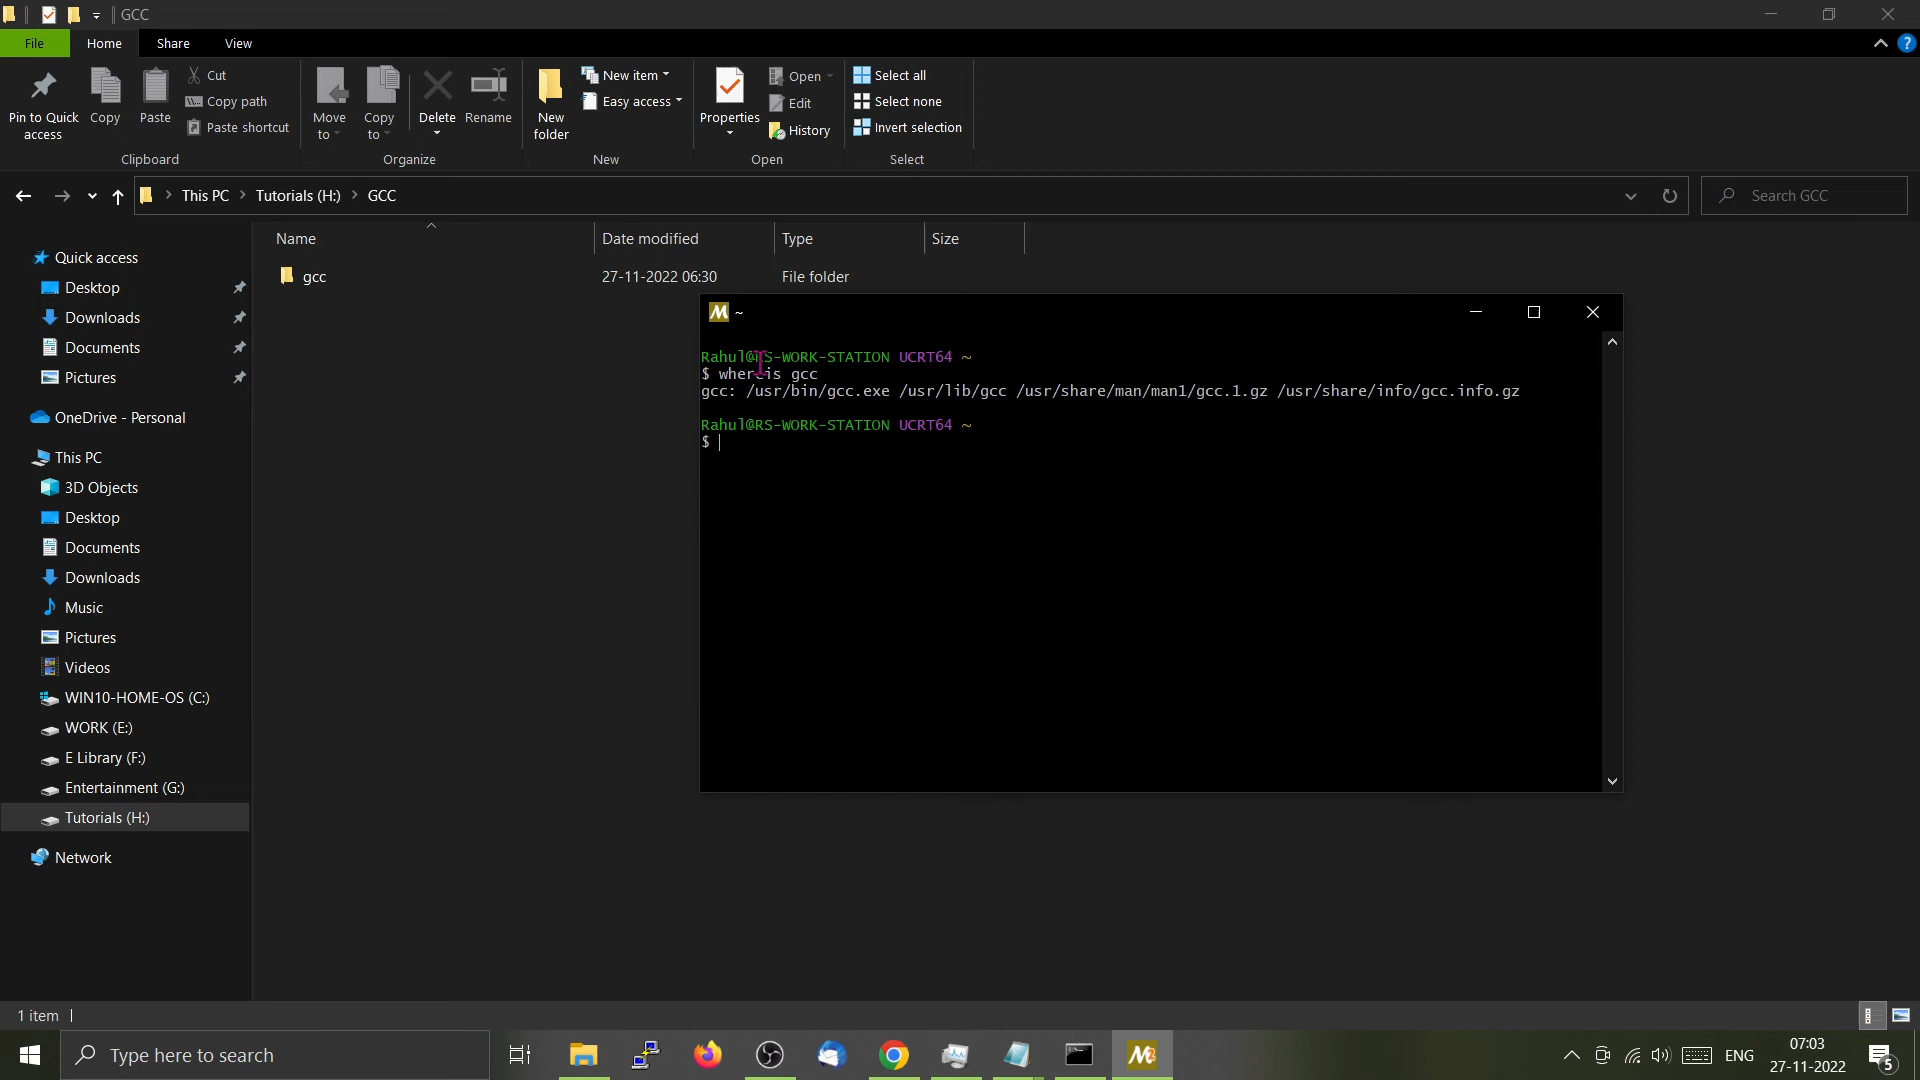 GCC
File
Home
Share
View
Pin to Quick access
Copy
Paste
Cut
Copy path
Paste shortcut
Clipboard
Move to
Copy to
Delete
Rename
Organize
New folder
New item
Easy access
New
Properties
Open
Edit
History
Open
Select all
Select none
Invert selection
Select
This PC
Tutorials (H:)
GCC
Search GCC
Name
Date modified
Type
Size
gcc
27-11-2022 06:30
File folder
Quick access
Desktop
Downloads
Documents
Pictures
OneDrive - Personal
This PC
3D Objects
Desktop
Documents
Downloads
Music
Pictures
Videos
WIN10-HOME-OS (C:)
WORK (E:)
E Library (F:)
Entertainment (G:)
Tutorials (H:)
Network
M ~
Rahul@RS-WORK-STATION UCRT64 ~
$ whereis gcc
gcc: /usr/bin/gcc.exe /usr/lib/gcc /usr/share/man/man1/gcc.1.gz /usr/share/info/gcc.info.gz
Rahul@RS-WORK-STATION UCRT64 ~
$
1 item
Type here to search
ENG
07:03
27-11-2022
5